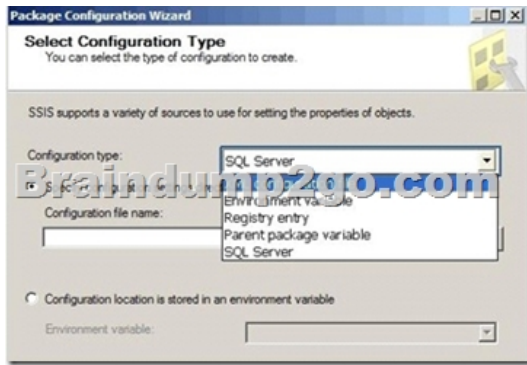 Package Configuration Wizard
Select Configuration Type
You can select the type of configuration to create.
SSIS supports a variety of sources to use for setting the properties of objects.
Configuration type:
SQL Server
Braindump2go.com
Environment variable
Configuration file name:
Registry entry
Parent package variable
SQL Server
Configuration location is stored in an environment variable
Environment variable: